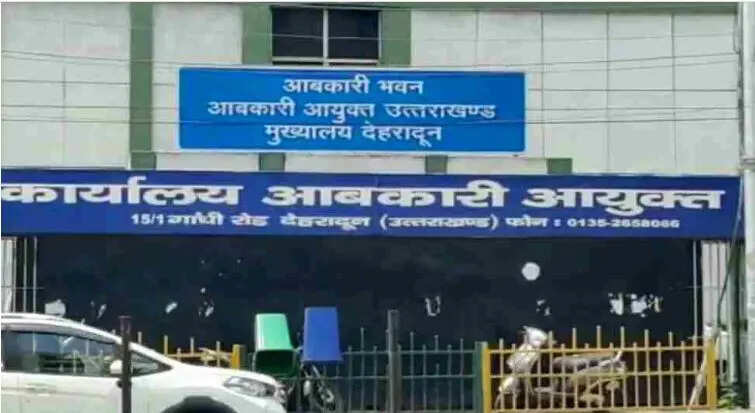 आबकारी भवन
आबकारी आयुक्त उत्तराखण्ड
मुख्यालय देहरादून
कार्यालय आबकारी आयुक्त
15/1 गांधी रोड देहरादून (उत्तराखण्ड) फोन : 0135-2658066